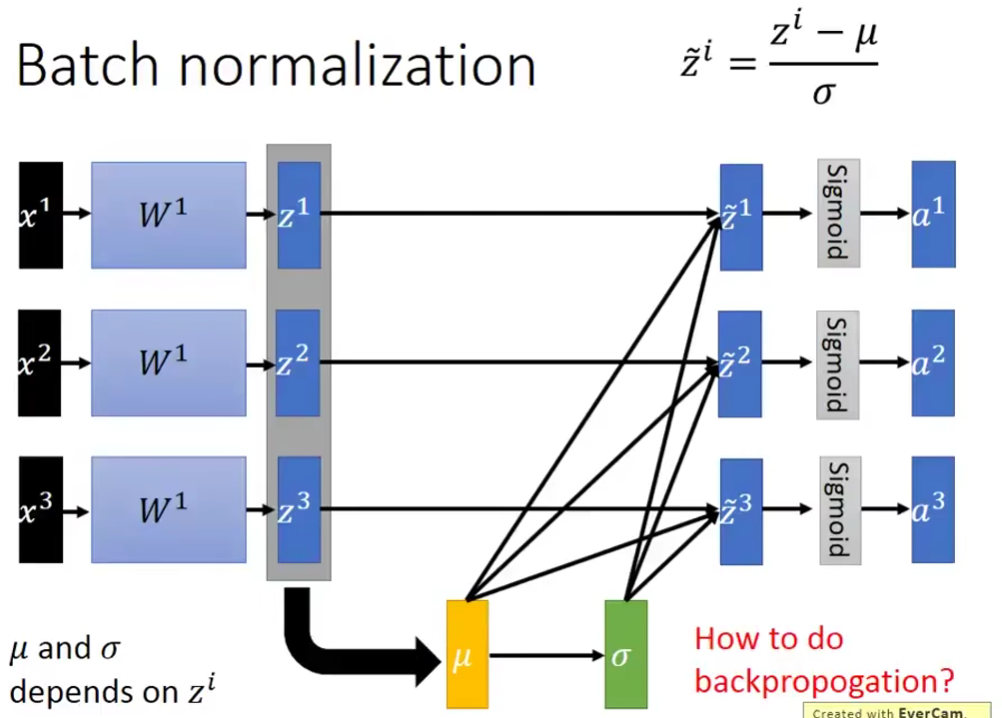 Batch normalization
z̃ⁱ = (zⁱ − μ) / σ
x¹ W¹ z¹ z̃¹ Sigmoid a¹
x² W¹ z² z̃² Sigmoid a²
x³ W¹ z³ z̃³ Sigmoid a³
μ σ
μ and σ
depends on zⁱ
How to do
backpropogation?
Created with EverCam.